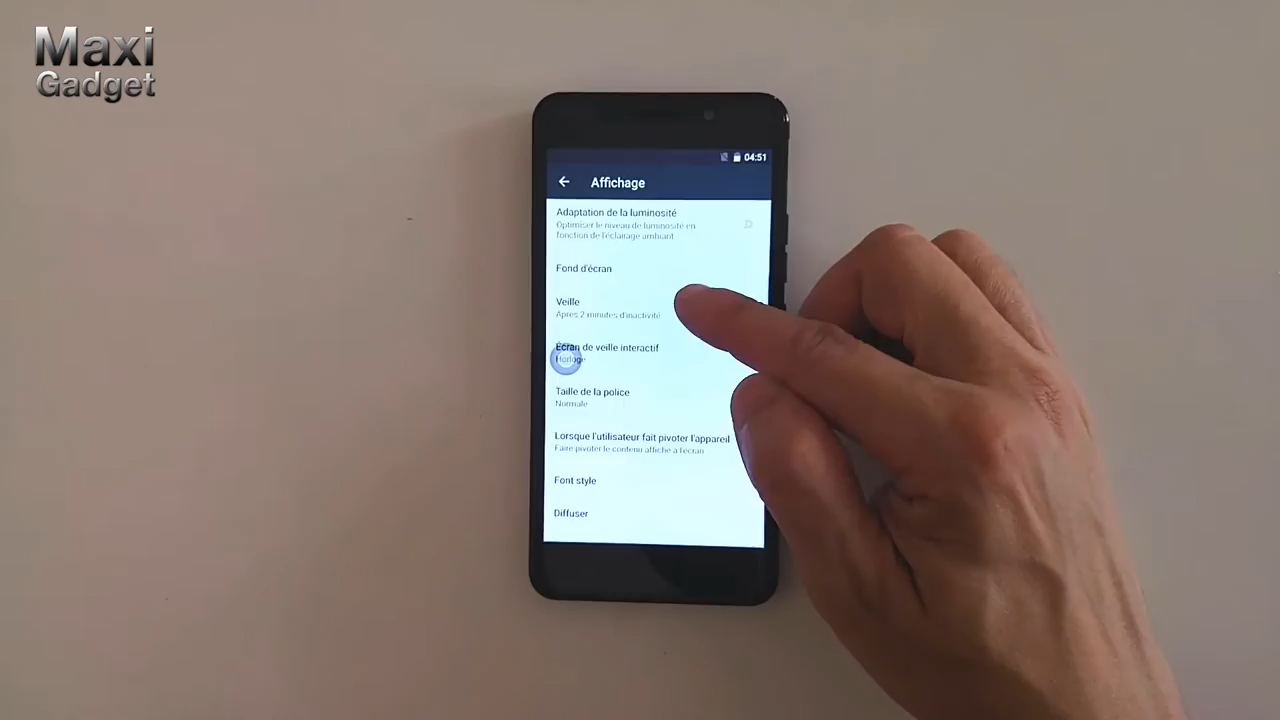 Maxi
Gadget
04:51
Affichage
Adaptation de la luminosité
Optimiser le niveau de luminosité en
fonction de l'éclairage ambiant
Fond d'écran
Veille
Après 2 minutes d'inactivité
Écran de veille interactif
Horloge
Taille de la police
Normale
Lorsque l'utilisateur fait pivoter l'appareil
Faire pivoter le contenu affiché à l'écran
Font style
Diffuser